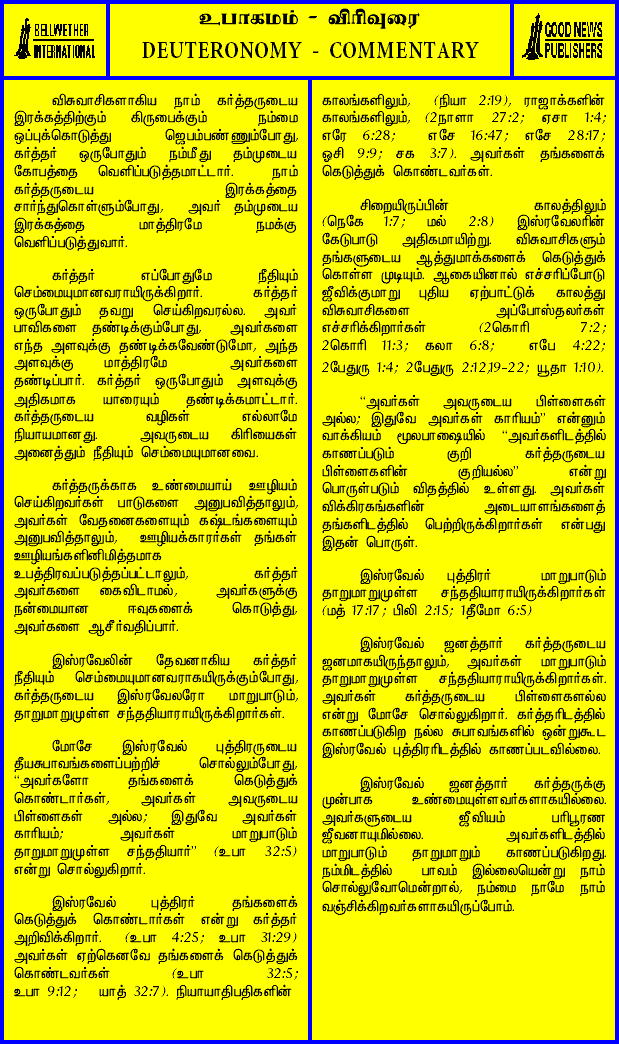 BELLWETHER
INTERNATIONAL
உபாகமம் - விரிவுரை
DEUTERONOMY - COMMENTARY
GOOD NEWS
PUBLISHERS
விசுவாசிகளாகிய நாம் கர்த்தருடைய
இரக்கத்திற்கும் கிருபைக்கும் நம்மை
ஒப்புக்கொடுத்து ஜெபம்பண்ணும்போது,
கர்த்தர் ஒருபோதும் நம்மீது தம்முடைய
கோபத்தை வெளிப்படுத்தமாட்டார். நாம்
கர்த்தருடைய இரக்கத்தை
சார்ந்துகொள்ளும்போது, அவர் தம்முடைய
இரக்கத்தை மாத்திரமே நமக்கு
வெளிப்படுத்துவார்.
கர்த்தர் எப்போதுமே நீதியும்
செம்மையுமானவராயிருக்கிறார். கர்த்தர்
ஒருபோதும் தவறு செய்கிறவரல்ல. அவர்
பாவிகளை தண்டிக்கும்போது, அவர்களை
எந்த அளவுக்கு தண்டிக்கவேண்டுமோ, அந்த
அளவுக்கு மாத்திரமே அவர்களை
தண்டிப்பார். கர்த்தர் ஒருபோதும் அளவுக்கு
அதிகமாக யாரையும் தண்டிக்கமாட்டார்.
கர்த்தருடைய வழிகள் எல்லாமே
நியாயமானது. அவருடைய கிரியைகள்
அனைத்தும் நீதியும் செம்மையுமானவை.
கர்த்தருக்காக உண்மையாய் ஊழியம்
செய்கிறவர்கள் பாடுகளை அனுபவித்தாலும்,
அவர்கள் வேதனைகளையும் கஷ்டங்களையும்
அனுபவித்தாலும், ஊழியக்காரர்கள் தங்கள்
ஊழியங்களினிமித்தமாக
உபத்திரவப்படுத்தப்பட்டாலும், கர்த்தர்
அவர்களை கைவிடாமல், அவர்களுக்கு
நன்மையான ஈவுகளைக் கொடுத்து,
அவர்களை ஆசீர்வதிப்பார்.
இஸ்ரவேலின் தேவனாகிய கர்த்தர்
நீதியும் செம்மையுமானவராகயிருக்கும்போது,
கர்த்தருடைய இஸ்ரவேலரோ மாறுபாடும்,
தாறுமாறுமுள்ள சந்ததியாராயிருக்கிறார்கள்.
மோசே இஸ்ரவேல் புத்திரருடைய
தீயசுபாவங்களைப்பற்றிச் சொல்லும்போது,
“அவர்களோ தங்களைக் கெடுத்துக்
கொண்டார்கள், அவர்கள் அவருடைய
பிள்ளைகள் அல்ல; இதுவே அவர்கள்
காரியம்; அவர்கள் மாறுபாடும்
தாறுமாறுமுள்ள சந்ததியார்” (உபா 32:5)
என்று சொல்லுகிறார்.
இஸ்ரவேல் புத்திரர் தங்களைக்
கெடுத்துக் கொண்டார்கள் என்று கர்த்தர்
அறிவிக்கிறார். (உபா 4:25; உபா 31:29)
அவர்கள் ஏற்கெனவே தங்களைக் கெடுத்துக்
கொண்டவர்கள் (உபா 32:5;
உபா 9:12; யாத் 32:7). நியாயாதிபதிகளின்
காலங்களிலும், (நியா 2:19), ராஜாக்களின்
காலங்களிலும், (2நாளா 27:2; ஏசா 1:4;
எரே 6:28; எசே 16:47; எசே 28:17;
ஓசி 9:9; சக 3:7). அவர்கள் தங்களைக்
கெடுத்துக் கொண்டவர்கள்.
சிறையிருப்பின் காலத்திலும்
(நெகே 1:7; மல் 2:8) இஸ்ரவேலரின்
கேடுபாடு அதிகமாயிற்று. விசுவாசிகளும்
தங்களுடைய ஆத்துமாக்களைக் கெடுத்துக்
கொள்ள முடியும். ஆகையினால் எச்சரிப்போடு
ஜீவிக்குமாறு புதிய ஏற்பாட்டுக் காலத்து
விசுவாசிகளை அப்போஸ்தலர்கள்
எச்சரிக்கிறார்கள் (2கொரி 7:2;
2கொரி 11:3; கலா 6:8; எபே 4:22;
2பேதுரு 1:4; 2பேதுரு 2:12,19-22; யூதா 1:10).
“அவர்கள் அவருடைய பிள்ளைகள்
அல்ல; இதுவே அவர்கள் காரியம்” என்னும்
வாக்கியம் மூலபாஷையில் “அவர்களிடத்தில்
காணப்படும் குறி கர்த்தருடைய
பிள்ளைகளின் குறியல்ல” என்று
பொருள்படும் விதத்தில் உள்ளது. அவர்கள்
விக்கிரகங்களின் அடையாளங்களைத்
தங்களிடத்தில் பெற்றிருக்கிறார்கள் என்பது
இதன் பொருள்.
இஸ்ரவேல் புத்திரர் மாறுபாடும்
தாறுமாறுமுள்ள சந்ததியாராயிருக்கிறார்கள்
(மத் 17:17; பிலி 2:15; 1தீமோ 6:5)
இஸ்ரவேல் ஜனத்தார் கர்த்தருடைய
ஜனமாகயிருந்தாலும், அவர்கள் மாறுபாடும்
தாறுமாறுமுள்ள சந்ததியாராயிருக்கிறார்கள்.
அவர்கள் கர்த்தருடைய பிள்ளைகளல்ல
என்று மோசே சொல்லுகிறார். கர்த்தரிடத்தில்
காணப்படுகிற நல்ல சுபாவங்களில் ஒன்றுகூட
இஸ்ரவேல் புத்திரரிடத்தில் காணப்படவில்லை.
இஸ்ரவேல் ஜனத்தார் கர்த்தருக்கு
முன்பாக உண்மையுள்ளவர்களாகயில்லை.
அவர்களுடைய ஜீவியம் பரிபூரண
ஜீவனாயுமில்லை. அவர்களிடத்தில்
மாறுபாடும் தாறுமாறும் காணப்படுகிறது.
நம்மிடத்தில் பாவம் இல்லையென்று நாம்
சொல்லுவோமென்றால், நம்மை நாமே நாம்
வஞ்சிக்கிறவர்களாகயிருப்போம்.